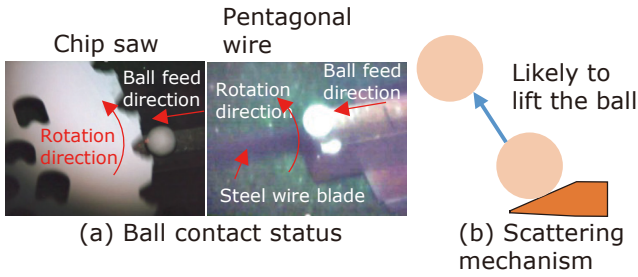 Chip saw
Ball feed
direction
Rotation
direction
Pentagonal
wire
Rotation
direction
Ball feed
direction
Steel wire blade
(a) Ball contact status
Likely to
lift the ball
(b) Scattering
mechanism